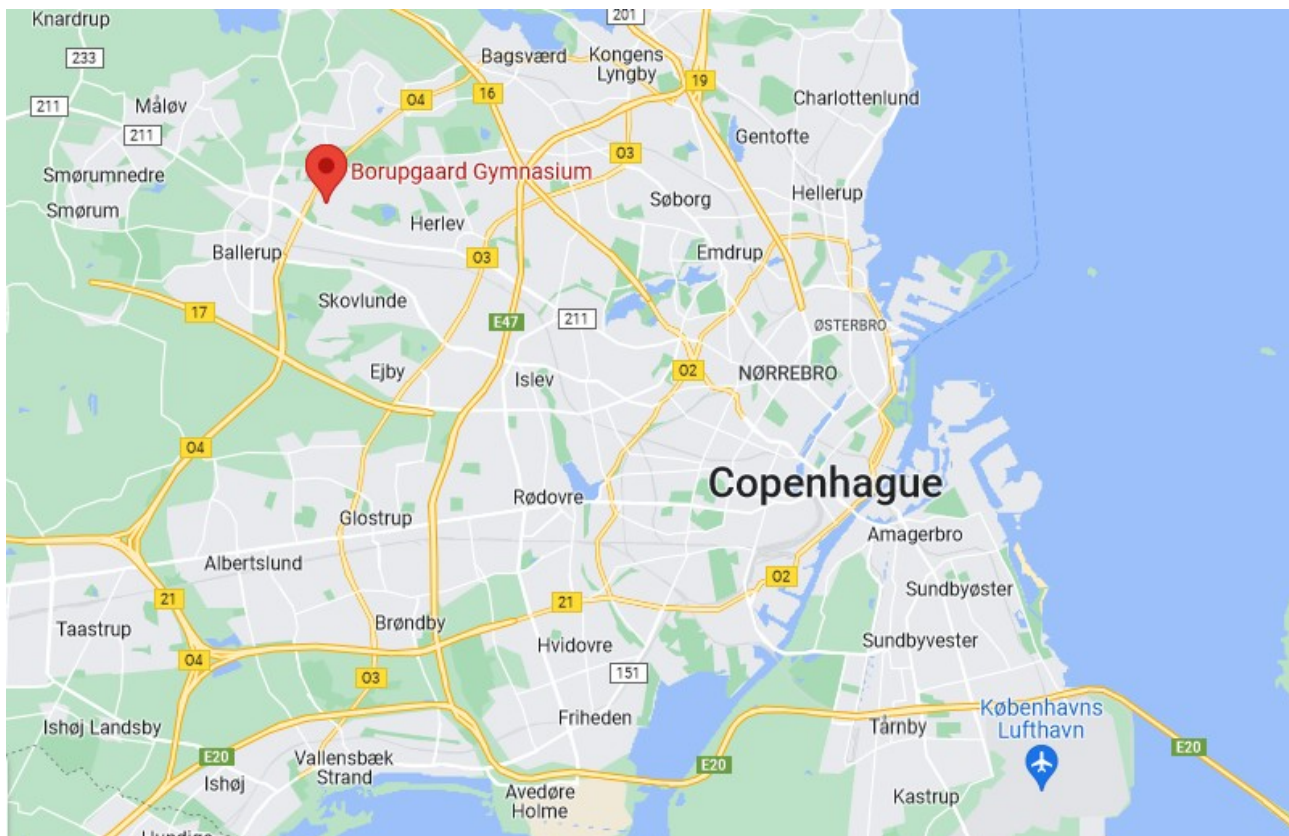 Knardrup
201
Bagsværd
Kongens
Lyngby
233
19
16
O4
211
Måløv
Charlottenlund
211
Gentofte
O3
Borupgaard Gymnasium
Smørumnedre
Hellerup
Søborg
Smørum
Herlev
Ballerup
O3
Emdrup
Skovlunde
17
E47
211
ØSTERBRO
Ejby
Islev
O2
NØRREBRO
O4
Copenhague
Rødovre
Glostrup
Amagerbro
Albertslund
O2
Sundbyøster
21
21
Taastrup
Brøndby
Hvidovre
Sundbyvester
O4
O3
151
Københavns
Lufthavn
Friheden
Ishøj Landsby
Tårnby
E20
E20
E20
Vallensbæk
Strand
Ishøj
Avedøre
Holme
Kastrup